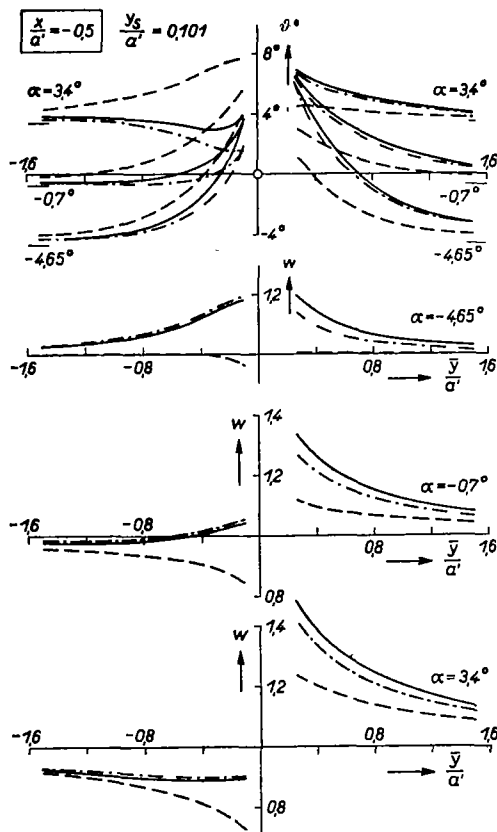 x/a' = -0,5 ys/a' = 0,101
8° ϑ°
α = 3,4° α = 3,4°
4°
-1,6 1,6
-0,7° -0,7°
-4°
-4,65° -4,65°
w
1,2 α = -4,65°
-1,6 -0,8 0,8 ȳ/a' 1,6
1,4
w
1,2 α = -0,7°
-1,6 -0,8 0,8 ȳ/a' 1,6
0,8
w 1,4
α = 3,4°
1,2
-1,6 -0,8 0,8 ȳ/a' 1,6
0,8